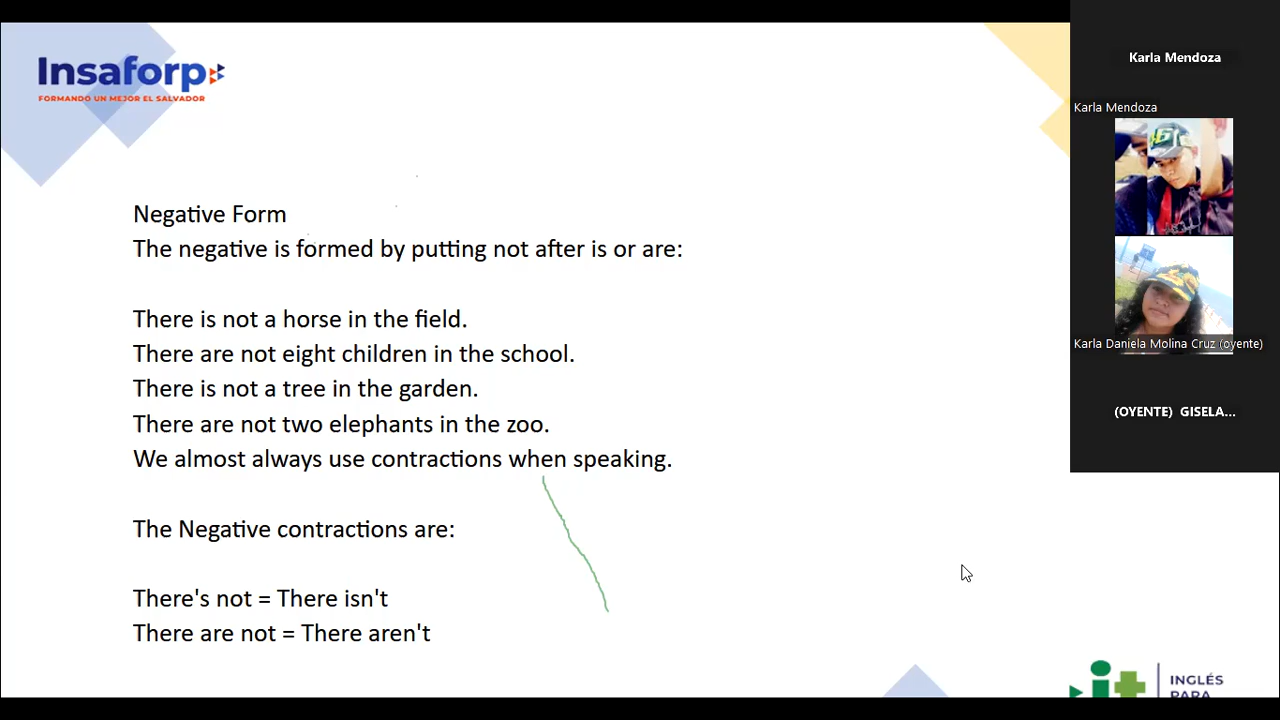 Insaforp
FORMANDO UN MEJOR EL SALVADOR
Negative Form
The negative is formed by putting not after is or are:
There is not a horse in the field.
There are not eight children in the school.
There is not a tree in the garden.
There are not two elephants in the zoo.
We almost always use contractions when speaking.
The Negative contractions are:
There's not = There isn't
There are not = There aren't
Karla Mendoza
Karla Mendoza
Karla Daniela Molina Cruz (oyente)
(OYENTE) GISELA...
it
INGLÉS
PARA